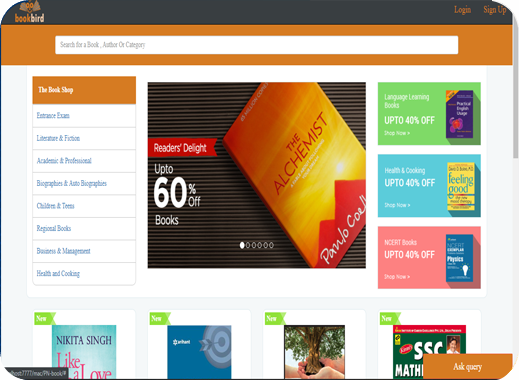 bookbird
Login
Sign Up
Search for a Book , Author Or Category
The Book Shop
Entrance Exam
Literature & Fiction
Academic & Professional
Biographies & Auto Biographies
Children & Teens
Regional Books
Business & Management
Health and Cooking
Readers' Delight
Upto
60%
Off
Books
THE
ALCHEMIST
Paulo Coel
Language Learning
Books
UPTO 40% OFF
Shop Now >
Practical
English
Usage
Health & Cooking
UPTO 40% OFF
Shop Now >
feeling
good
NCERT Books
UPTO 40% OFF
Shop Now >
NCERT
EXEMPLAR
Physics
New
New
New
New
NIKITA SINGH
Like
a Love
arihant
SSC
MATHEM
Ask query